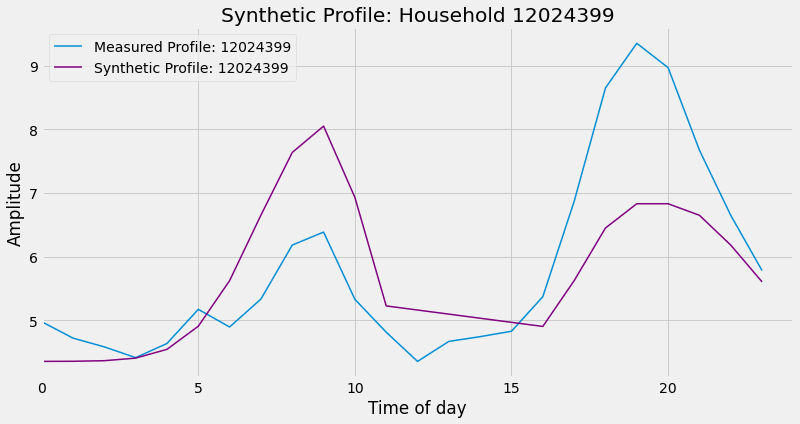 Synthetic Profile: Household 12024399
Measured Profile: 12024399
Synthetic Profile: 12024399
Amplitude
9
8
7
6
5
0 5 10 15 20
Time of day